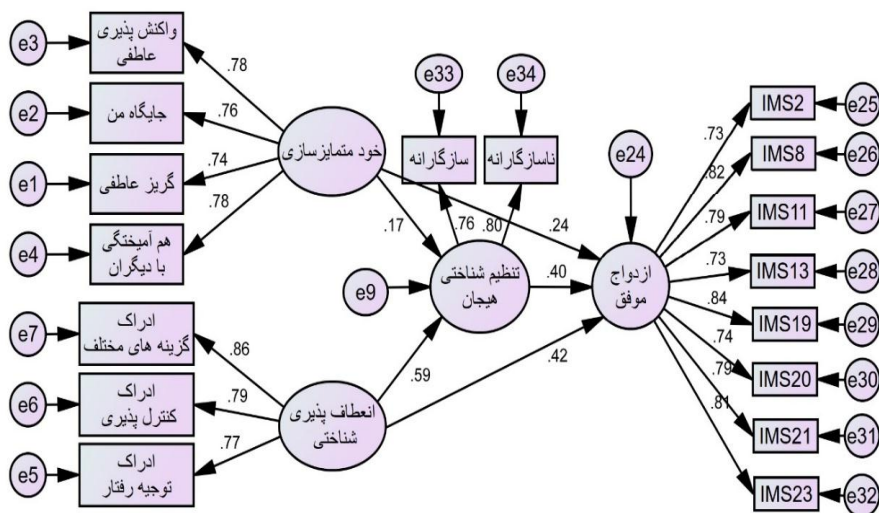 e3
واکنش پذیری
عاطفی
.78
e2
جایگاه من
.76
e1
گریز عاطفی
.74
e4
هم آمیختگی
با دیگران
.78
خود متمایزسازی
.17
.24
e7
ادراک
گزینه های مختلف
.86
e6
ادراک
کنترل پذیری
.79
e5
ادراک
توجیه رفتار
.77
انعطاف پذیری
شناختی
.59
.42
e33
سازگارانه
.76
e34
ناسازگارانه
.80
e9
تنظیم شناختی
هیجان
.40
e24
ازدواج
موفق
.73
IMS2
e25
.82
IMS8
e26
.79
IMS11
e27
.73
IMS13
e28
.84
IMS19
e29
.74
IMS20
e30
.79
IMS21
e31
.81
IMS23
e32